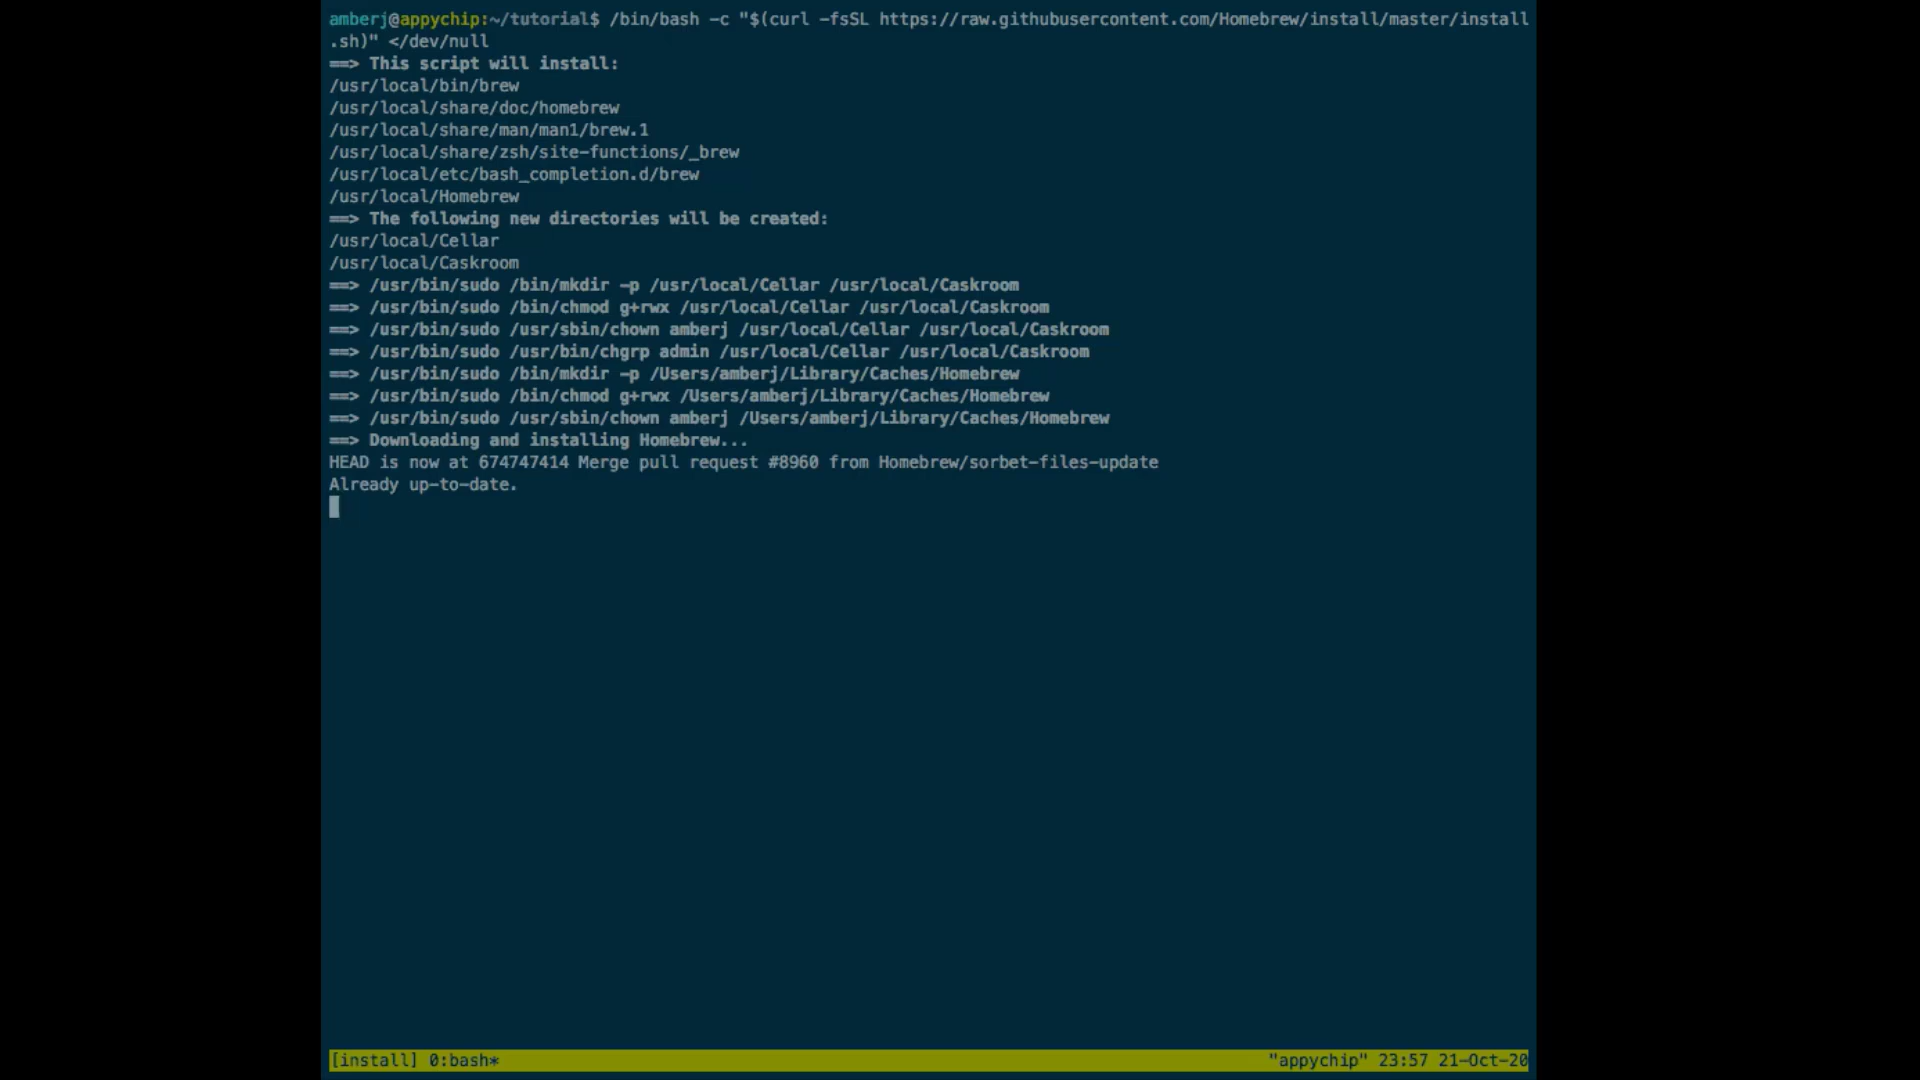 amberj@appychip:~/tutorial$ /bin/bash -c "$(curl -fsSL https://raw.githubusercontent.com/Homebrew/install/master/install
.sh)" </dev/null
==> This script will install:
/usr/local/bin/brew
/usr/local/share/doc/homebrew
/usr/local/share/man/man1/brew.1
/usr/local/share/zsh/site-functions/_brew
/usr/local/etc/bash_completion.d/brew
/usr/local/Homebrew
==> The following new directories will be created:
/usr/local/Cellar
/usr/local/Caskroom
==> /usr/bin/sudo /bin/mkdir -p /usr/local/Cellar /usr/local/Caskroom
==> /usr/bin/sudo /bin/chmod g+rwx /usr/local/Cellar /usr/local/Caskroom
==> /usr/bin/sudo /usr/sbin/chown amberj /usr/local/Cellar /usr/local/Caskroom
==> /usr/bin/sudo /usr/bin/chgrp admin /usr/local/Cellar /usr/local/Caskroom
==> /usr/bin/sudo /bin/mkdir -p /Users/amberj/Library/Caches/Homebrew
==> /usr/bin/sudo /bin/chmod g+rwx /Users/amberj/Library/Caches/Homebrew
==> /usr/bin/sudo /usr/sbin/chown amberj /Users/amberj/Library/Caches/Homebrew
==> Downloading and installing Homebrew...
HEAD is now at 674747414 Merge pull request #8960 from Homebrew/sorbet-files-update
Already up-to-date.
[install] 0:bash* "appychip" 23:57 21-Oct-20